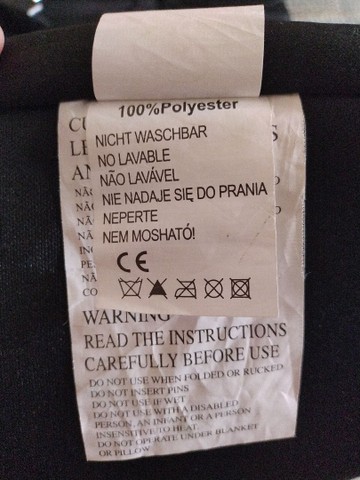 100%Polyester
NICHT WASCHBAR
NO LAVABLE
NÃO LAVÁVEL
NIE NADAJE SIĘ DO PRANIA
NEPERTE
NEM MOSHATÓ!
CE
WARNING
READ THE INSTRUCTIONS
CAREFULLY BEFORE USE
DO NOT USE WHEN FOLDED OR RUCKED
DO NOT INSERT PINS
DO NOT USE IF WET
DO NOT USE WITH A DISABLED
PERSON, AN INFANT OR A PERSON
INSENSITIVE TO HEAT.
DO NOT OPERATE UNDER BLANKET
OR PILLOW.